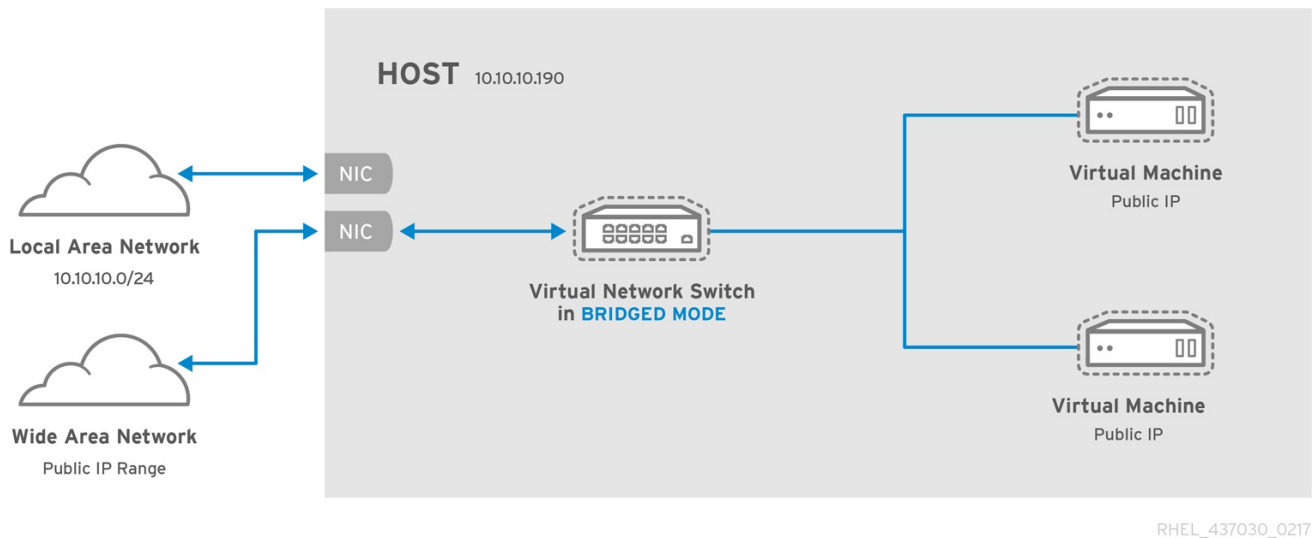 HOST 10.10.10.190
NIC
NIC
Local Area Network
10.10.10.0/24
Wide Area Network
Public IP Range
Virtual Network Switch
in BRIDGED MODE
Virtual Machine
Public IP
Virtual Machine
Public IP
RHEL_437030_0217